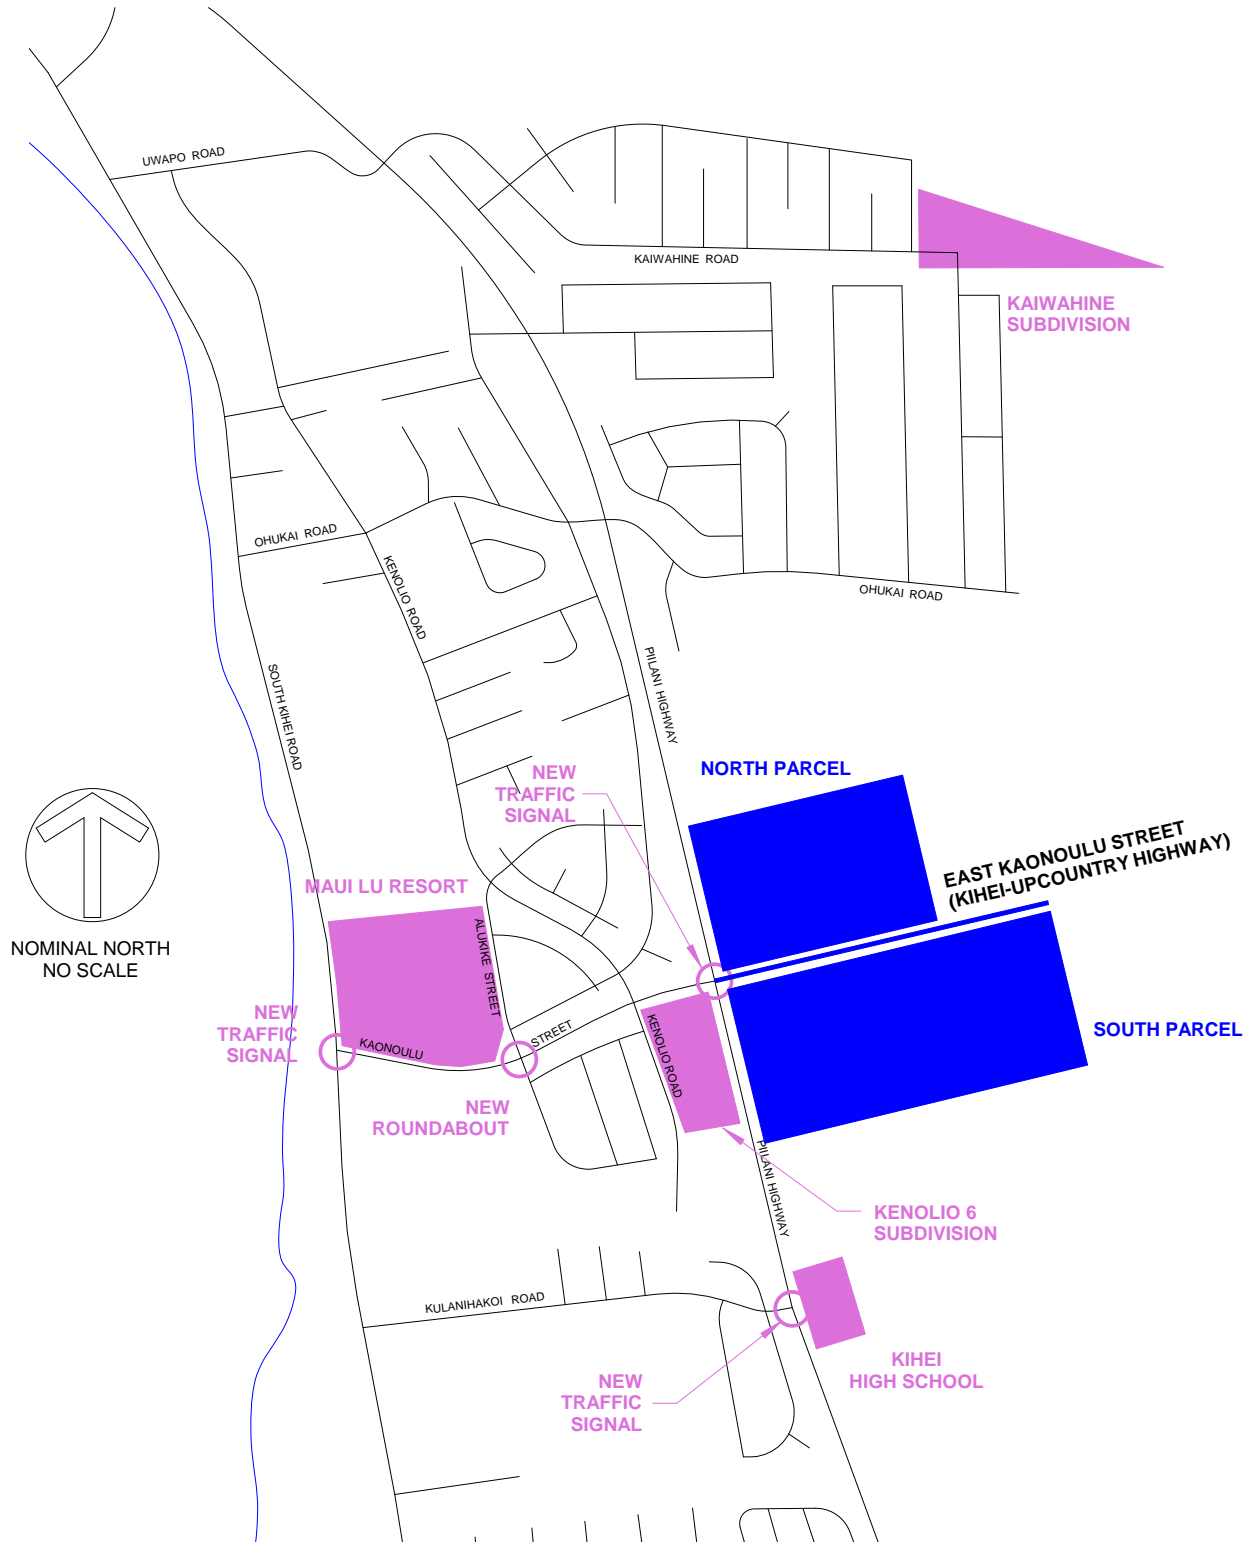 UWAPO ROAD
KAIWAHINE ROAD
KAIWAHINE
SUBDIVISION
OHUKAI ROAD
KENOLIO ROAD
OHUKAI ROAD
SOUTH KIHEI ROAD
PIILANI HIGHWAY
NORTH PARCEL
NEW
TRAFFIC
SIGNAL
EAST KAONOULU STREET
(KIHEI-UPCOUNTRY HIGHWAY)
MAUI LU RESORT
ALUKIKE STREET
NOMINAL NORTH
NO SCALE
NEW
TRAFFIC
SIGNAL
KAONOULU
STREET
KENOLIO ROAD
SOUTH PARCEL
NEW
ROUNDABOUT
PIILANI HIGHWAY
KENOLIO 6
SUBDIVISION
KULANIHAKOI ROAD
KIHEI
HIGH SCHOOL
NEW
TRAFFIC
SIGNAL